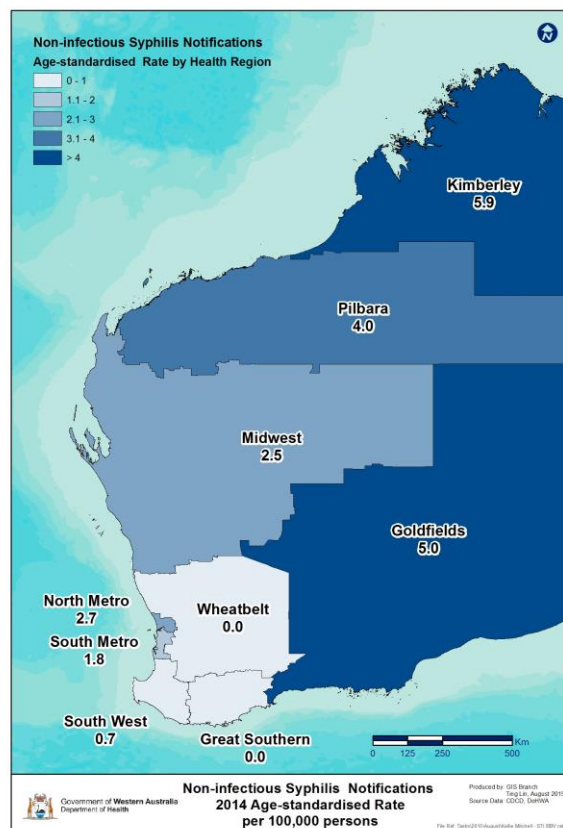 Non-infectious Syphilis Notifications
Age-standardised Rate by Health Region
0 - 1
1.1 - 2
2.1 - 3
3.1 - 4
> 4
N
Kimberley
5.9
Pilbara
4.0
Midwest
2.5
Goldfields
5.0
North Metro
2.7
Wheatbelt
0.0
South Metro
1.8
South West
0.7
Great Southern
0.0
Km
0 125 250 500
Government of Western Australia
Department of Health
Non-infectious Syphilis Notifications
2014 Age-standardised Rate
per 100,000 persons
Produced by: GIS Branch
Ting Lin, August 2015
Source Data: CDCD, DoHWA